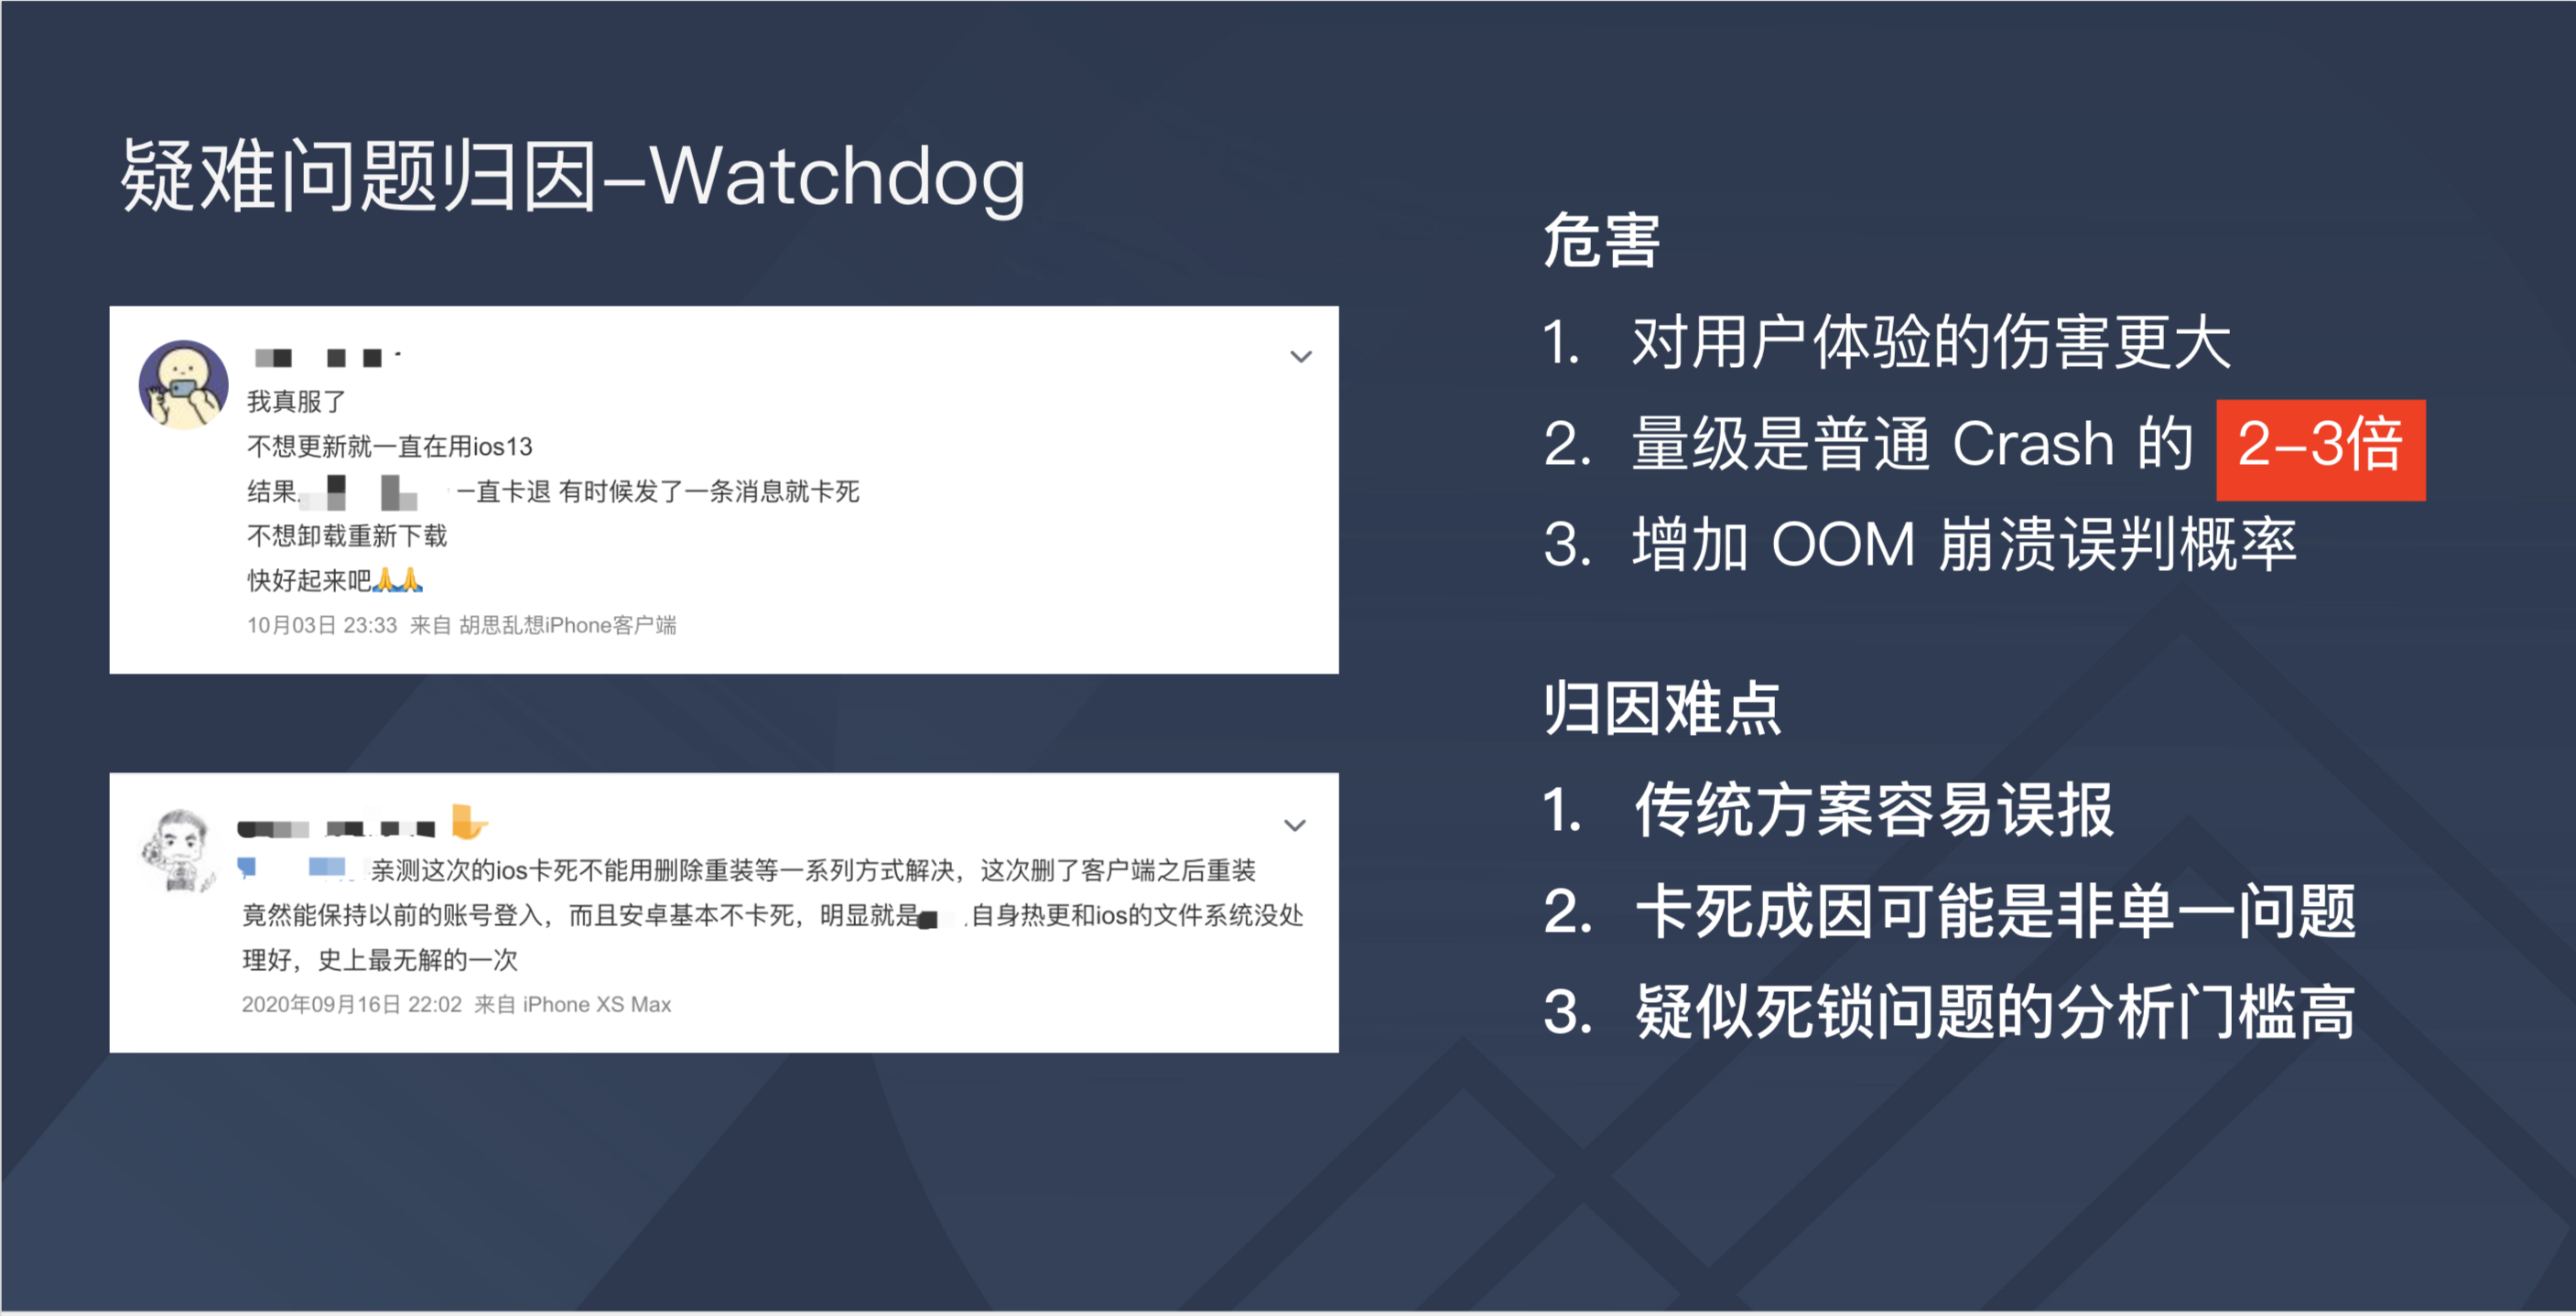 疑难问题归因–Watchdog
我真服了
不想更新就一直在用ios13
结果 一直卡退 有时候发了一条消息就卡死
不想卸载重新下载
快好起来吧🙏🙏
10月03日 23:33 来自 胡思乱想iPhone客户端
亲测这次的ios卡死不能用删除重装等一系列方式解决，这次删了客户端之后重装
竟然能保持以前的账号登入，而且安卓基本不卡死，明显就是 自身热更和ios的文件系统没处
理好，史上最无解的一次
2020年09月16日 22:02 来自 iPhone XS Max
危害
1. 对用户体验的伤害更大
2. 量级是普通 Crash 的 2–3倍
3. 增加 OOM 崩溃误判概率
归因难点
1. 传统方案容易误报
2. 卡死成因可能是非单一问题
3. 疑似死锁问题的分析门槛高